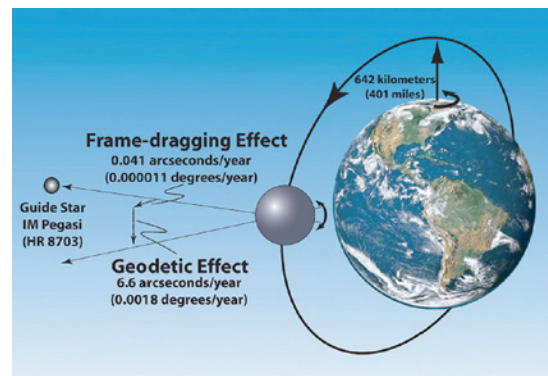 642 kilometers
(401 miles)
Frame-dragging Effect
0.041 arcseconds/year
(0.000011 degrees/year)
Guide Star
IM Pegasi
(HR 8703)
Geodetic Effect
6.6 arcseconds/year
(0.0018 degrees/year)